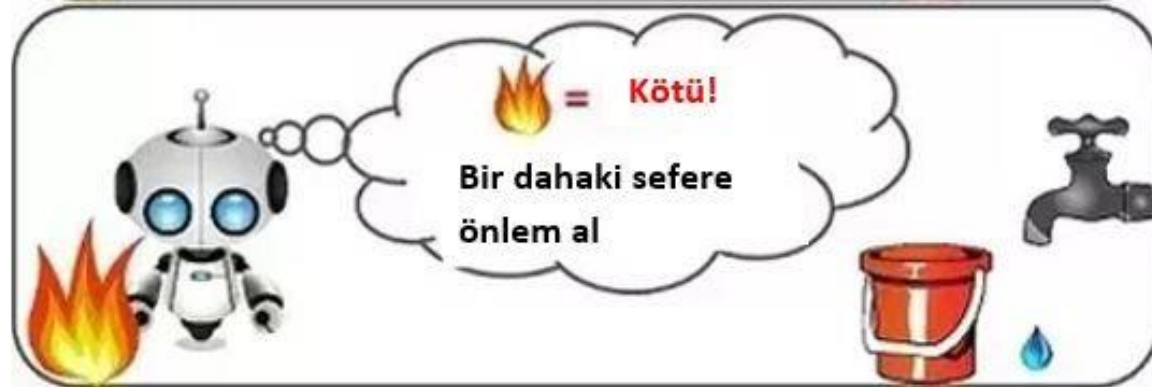 = Kötü!
Bir dahaki sefere
önlem al